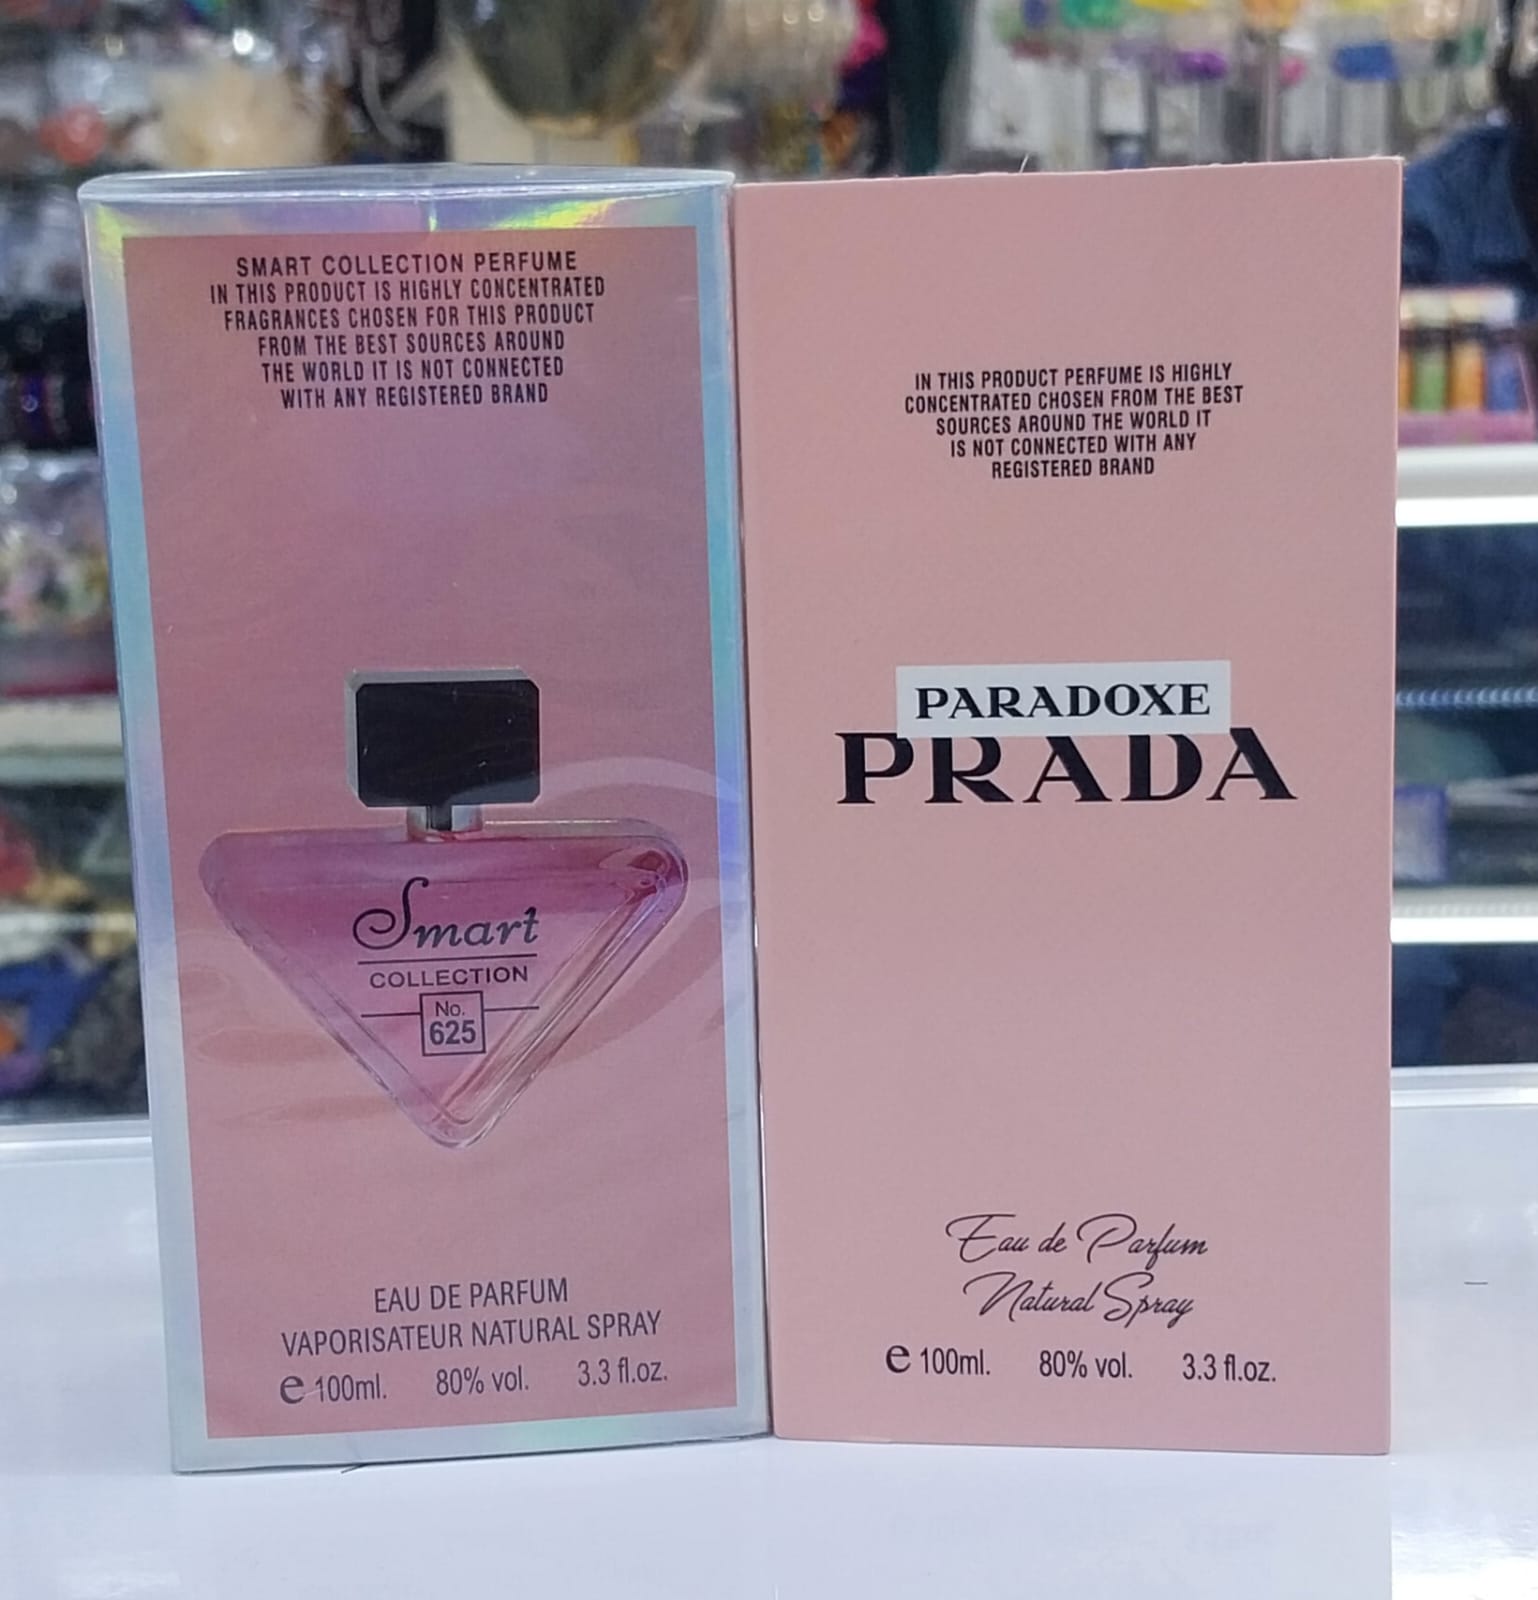 SMART COLLECTION PERFUME
IN THIS PRODUCT IS HIGHLY CONCENTRATED
FRAGRANCES CHOSEN FOR THIS PRODUCT
FROM THE BEST SOURCES AROUND
THE WORLD IT IS NOT CONNECTED
WITH ANY REGISTERED BRAND
Smart
COLLECTION
No.
625
EAU DE PARFUM
VAPORISATEUR NATURAL SPRAY
e 100ml. 80% vol. 3.3 fl.oz.
IN THIS PRODUCT PERFUME IS HIGHLY
CONCENTRATED CHOSEN FROM THE BEST
SOURCES AROUND THE WORLD IT
IS NOT CONNECTED WITH ANY
REGISTERED BRAND
PARADOXE
PRADA
Eau de Parfum
Natural Spray
e 100ml. 80% vol. 3.3 fl.oz.